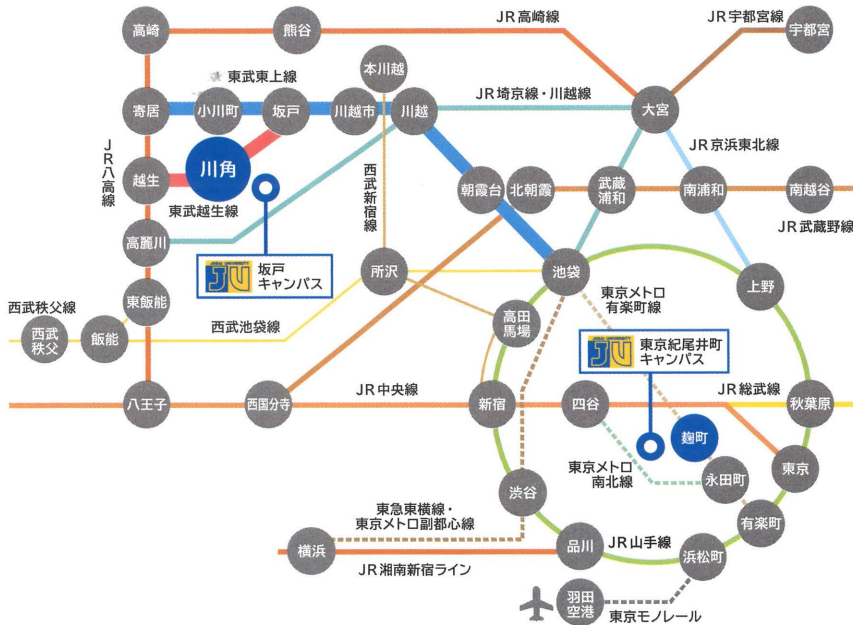 JR高崎線
JR宇都宮線
高崎
熊谷
宇都宮
本川越
東武東上線
寄居
小川町
坂戸
川越市
川越
JR埼京線・川越線
大宮
JR京浜東北線
JR八高線
越生
川角
東武越生線
西武新宿線
朝霞台
北朝霞
武蔵
浦和
南浦和
南越谷
JR武蔵野線
高麗川
JOSAI UNIVERSITY
JU
坂戸
キャンパス
所沢
池袋
上野
東飯能
西武秩父線
西武
秩父
飯能
西武池袋線
高田
馬場
東京メトロ
有楽町線
JOSAI UNIVERSITY
JU
東京紀尾井町
キャンパス
八王子
西国分寺
JR中央線
新宿
四谷
JR総武線
秋葉原
麹町
東京メトロ
南北線
永田町
東京
渋谷
有楽町
東急東横線・
東京メトロ副都心線
横浜
品川
JR山手線
浜松町
JR湘南新宿ライン
羽田
空港
東京モノレール